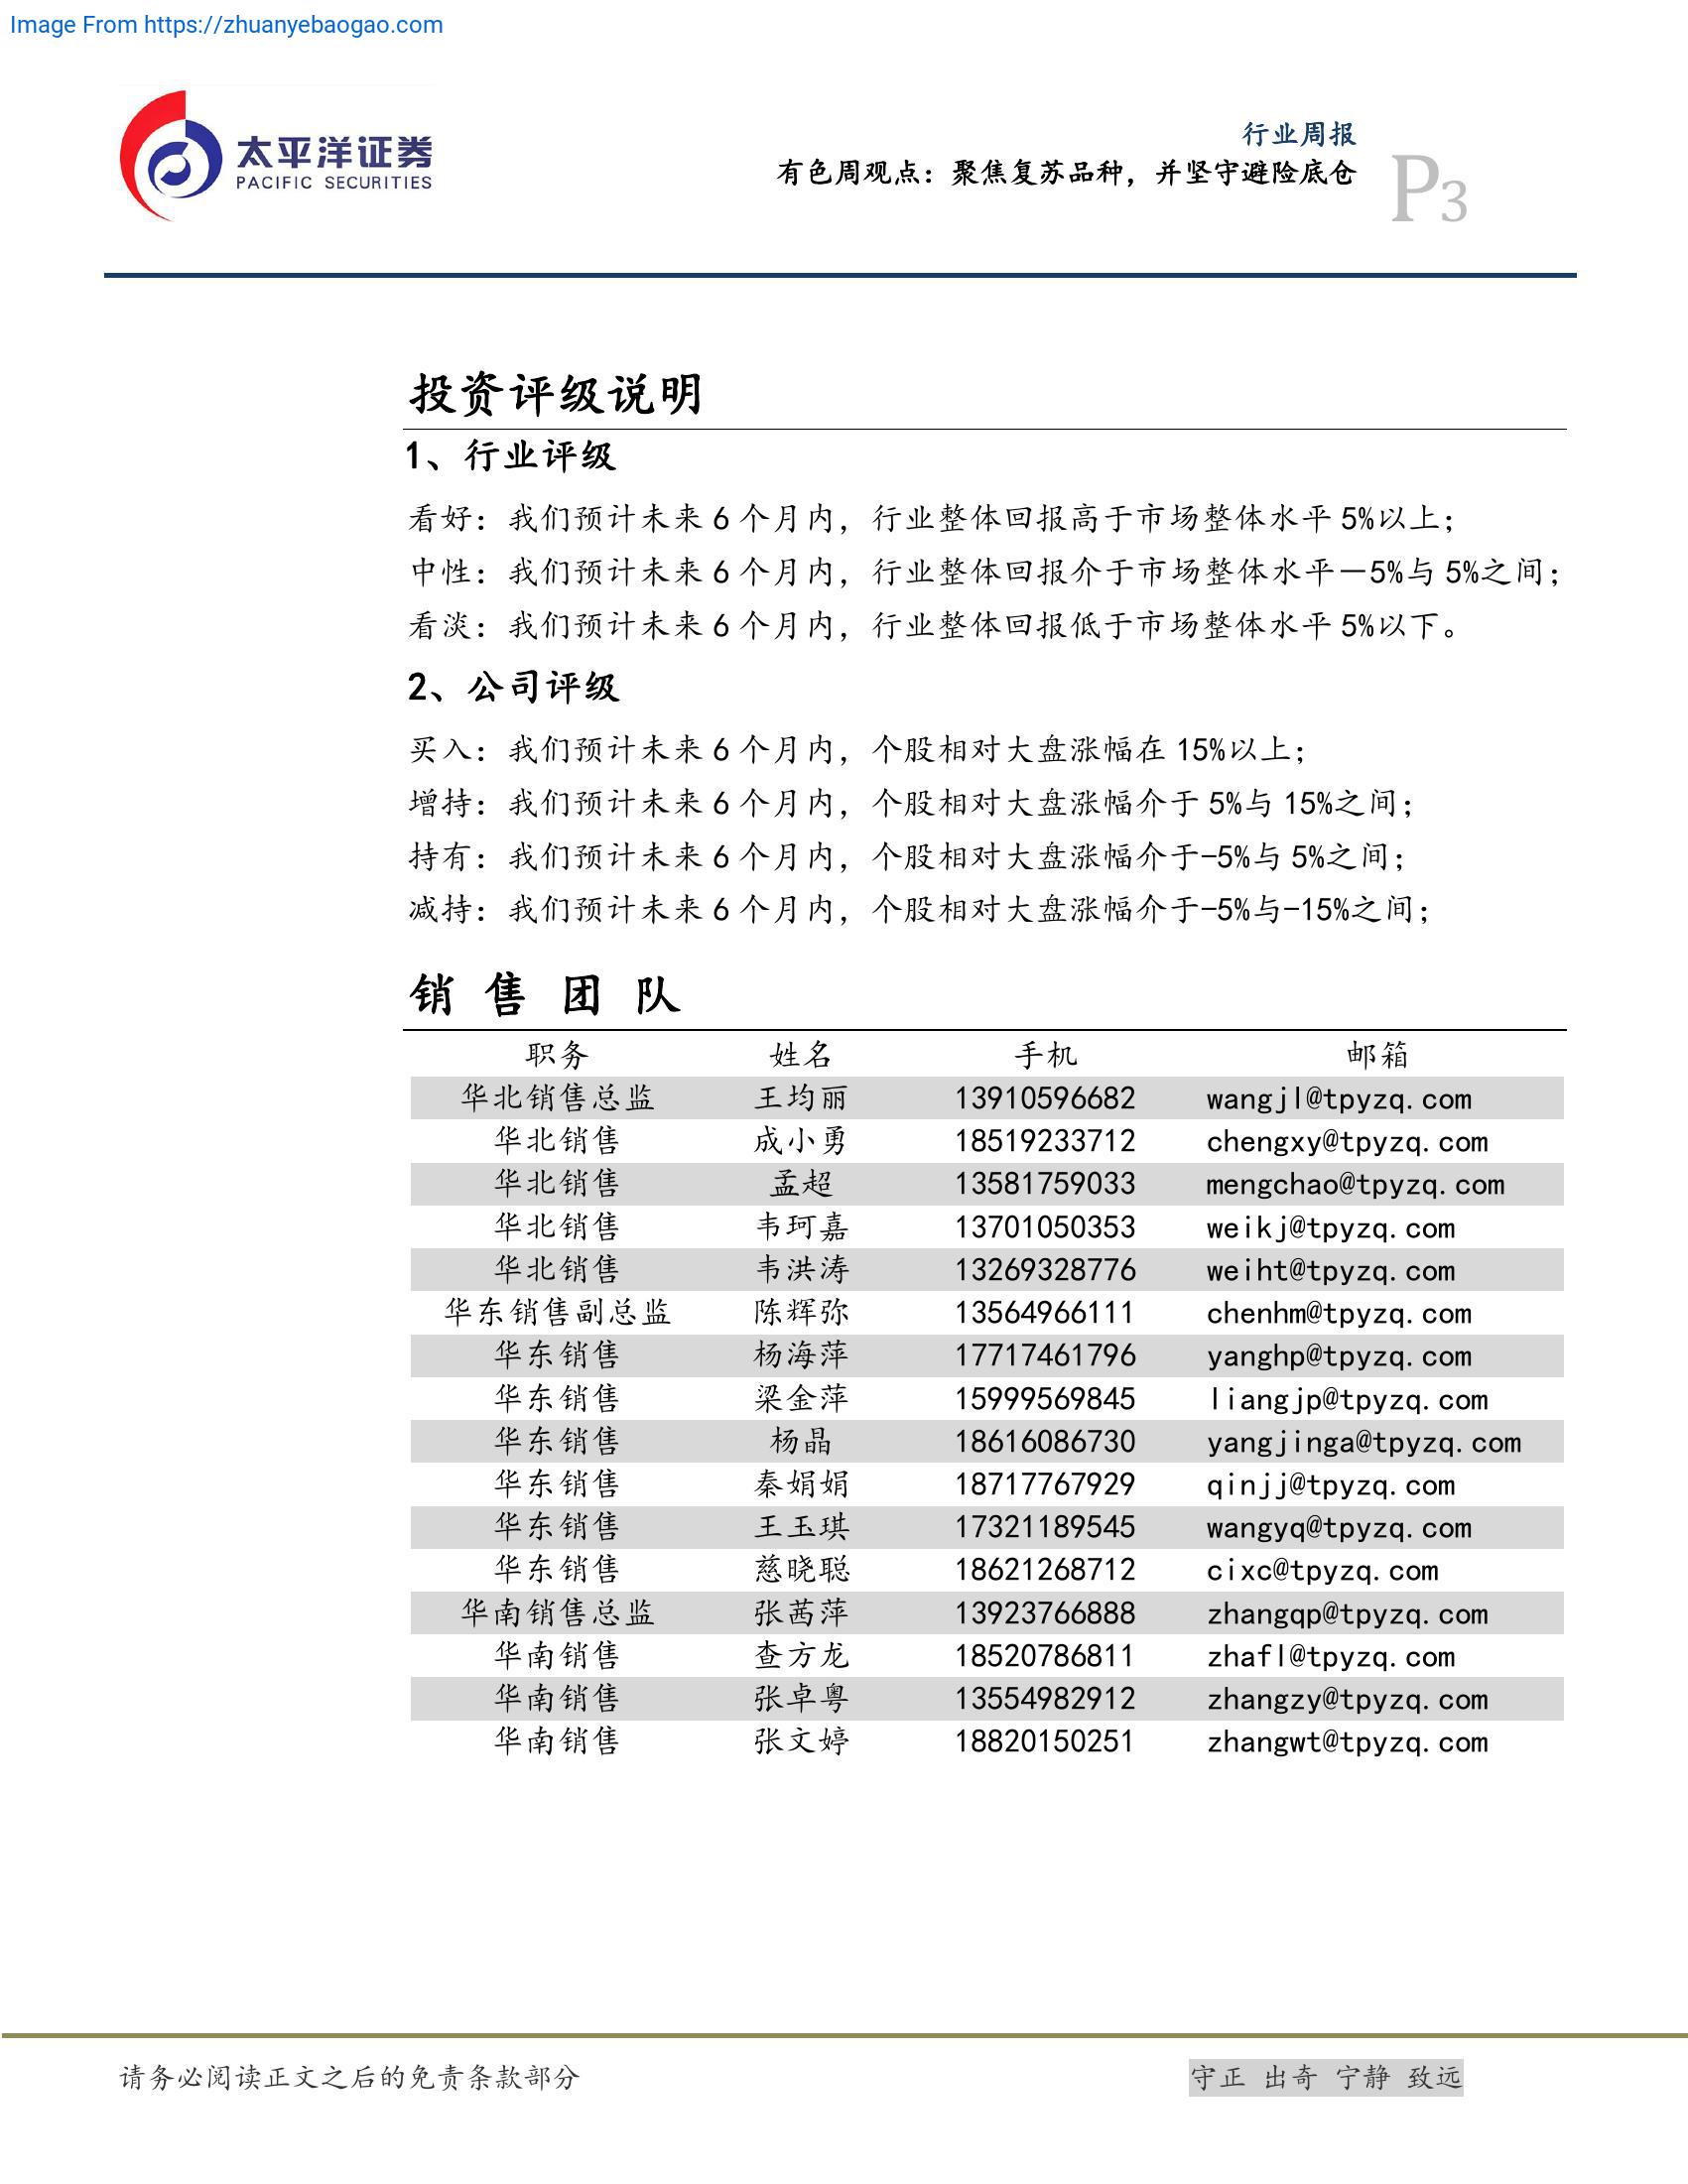 Image From https://zhuanyebaogao.com
太平洋证券
PACIFIC SECURITIES
行业周报
有色周观点：聚焦复苏品种，并坚守避险底仓
P3
投资评级说明
1、行业评级
看好：我们预计未来 6 个月内，行业整体回报高于市场整体水平 5%以上；
中性：我们预计未来 6 个月内，行业整体回报介于市场整体水平－5%与 5%之间；
看淡：我们预计未来 6 个月内，行业整体回报低于市场整体水平 5%以下。
2、公司评级
买入：我们预计未来 6 个月内，个股相对大盘涨幅在 15%以上；
增持：我们预计未来 6 个月内，个股相对大盘涨幅介于 5%与 15%之间；
持有：我们预计未来 6 个月内，个股相对大盘涨幅介于-5%与 5%之间；
减持：我们预计未来 6 个月内，个股相对大盘涨幅介于-5%与-15%之间；
销 售 团 队
职务 姓名 手机 邮箱
华北销售总监 王均丽 13910596682 wangjl@tpyzq.com
华北销售 成小勇 18519233712 chengxy@tpyzq.com
华北销售 孟超 13581759033 mengchao@tpyzq.com
华北销售 韦珂嘉 13701050353 weikj@tpyzq.com
华北销售 韦洪涛 13269328776 weiht@tpyzq.com
华东销售副总监 陈辉弥 13564966111 chenhm@tpyzq.com
华东销售 杨海萍 17717461796 yanghp@tpyzq.com
华东销售 梁金萍 15999569845 liangjp@tpyzq.com
华东销售 杨晶 18616086730 yangjinga@tpyzq.com
华东销售 秦娟娟 18717767929 qinjj@tpyzq.com
华东销售 王玉琪 17321189545 wangyq@tpyzq.com
华东销售 慈晓聪 18621268712 cixc@tpyzq.com
华南销售总监 张茜萍 13923766888 zhangqp@tpyzq.com
华南销售 查方龙 18520786811 zhafl@tpyzq.com
华南销售 张卓粤 13554982912 zhangzy@tpyzq.com
华南销售 张文婷 18820150251 zhangwt@tpyzq.com
请务必阅读正文之后的免责条款部分
守正 出奇 宁静 致远